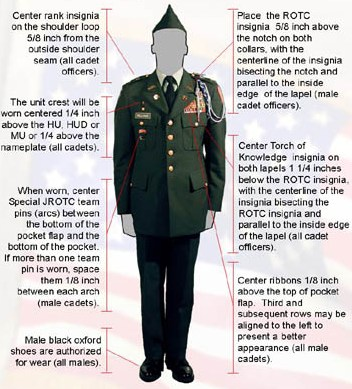 Center rank insignia
on the shoulder loop
5/8 inch from the
outside shoulder
seam (all cadet
officers).
The unit crest will be
worn centered 1/4 inch
above the HU, HUD or
MU or 1/4 above the
nameplate (all cadets).
When worn, center
Special JROTC team
pins (arcs) between
the bottom of the
pocket flap and the
bottom of the pocket.
If more than one team
pin is worn, space
them 1/8 inch
between each arch
(male cadets).
Male black oxford
shoes are authorized
for wear (all males).
Place the ROTC
insignia 5/8 inch above
the notch on both
collars, with the
centerline of the insignia
bisecting the notch and
parallel to the inside
edge of the lapel (male
cadet officers).
Center Torch of
Knowledge insignia on
both lapels 1 1/4 inches
below the ROTC insignia,
with the centerline of the
insignia bisecting the
ROTC insignia and
parallel to the inside edge
of the lapel (all cadet
officers).
Center ribbons 1/8 inch
above the top of pocket
flap. Third and
subsequent rows may be
aligned to the left to
present a better
appearance (all male
cadets).